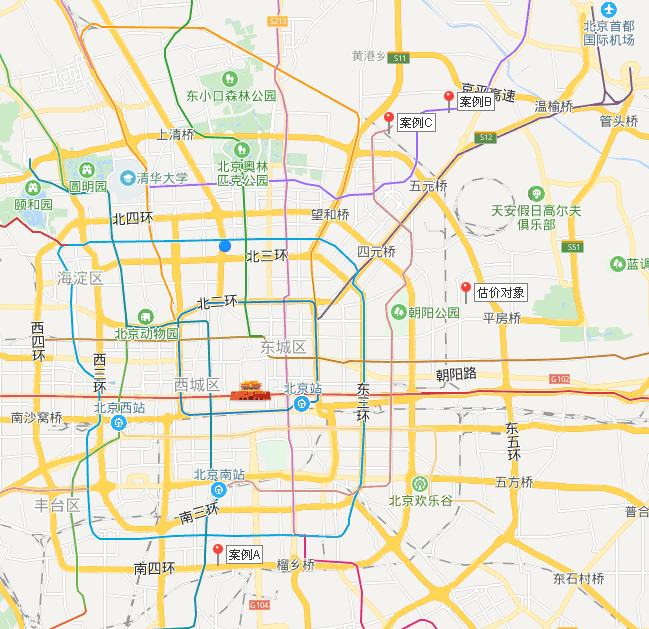 S213
北京首都
国际机场
黄港乡
S11
东小口森林公园
京平高速
案例B
温榆桥
案例C
管头桥
上清桥
S12
清华大学
北京奥林
匹克公园
圆明园
颐和园
五元桥
天安假日高尔夫
俱乐部
北四环
望和桥
S51
北三环
四元桥
蓝调
海淀区
估价对象
北二环
朝阳公园
平房桥
北京动物园
西四环
东城区
西三环
朝阳路
G102
西城区
北京站
东三环
北京西站
南沙窝桥
东五环
北京南站
五方桥
北京欢乐谷
丰台区
南三环
普合
案例A
南四环
榴乡桥
东石村桥
G104